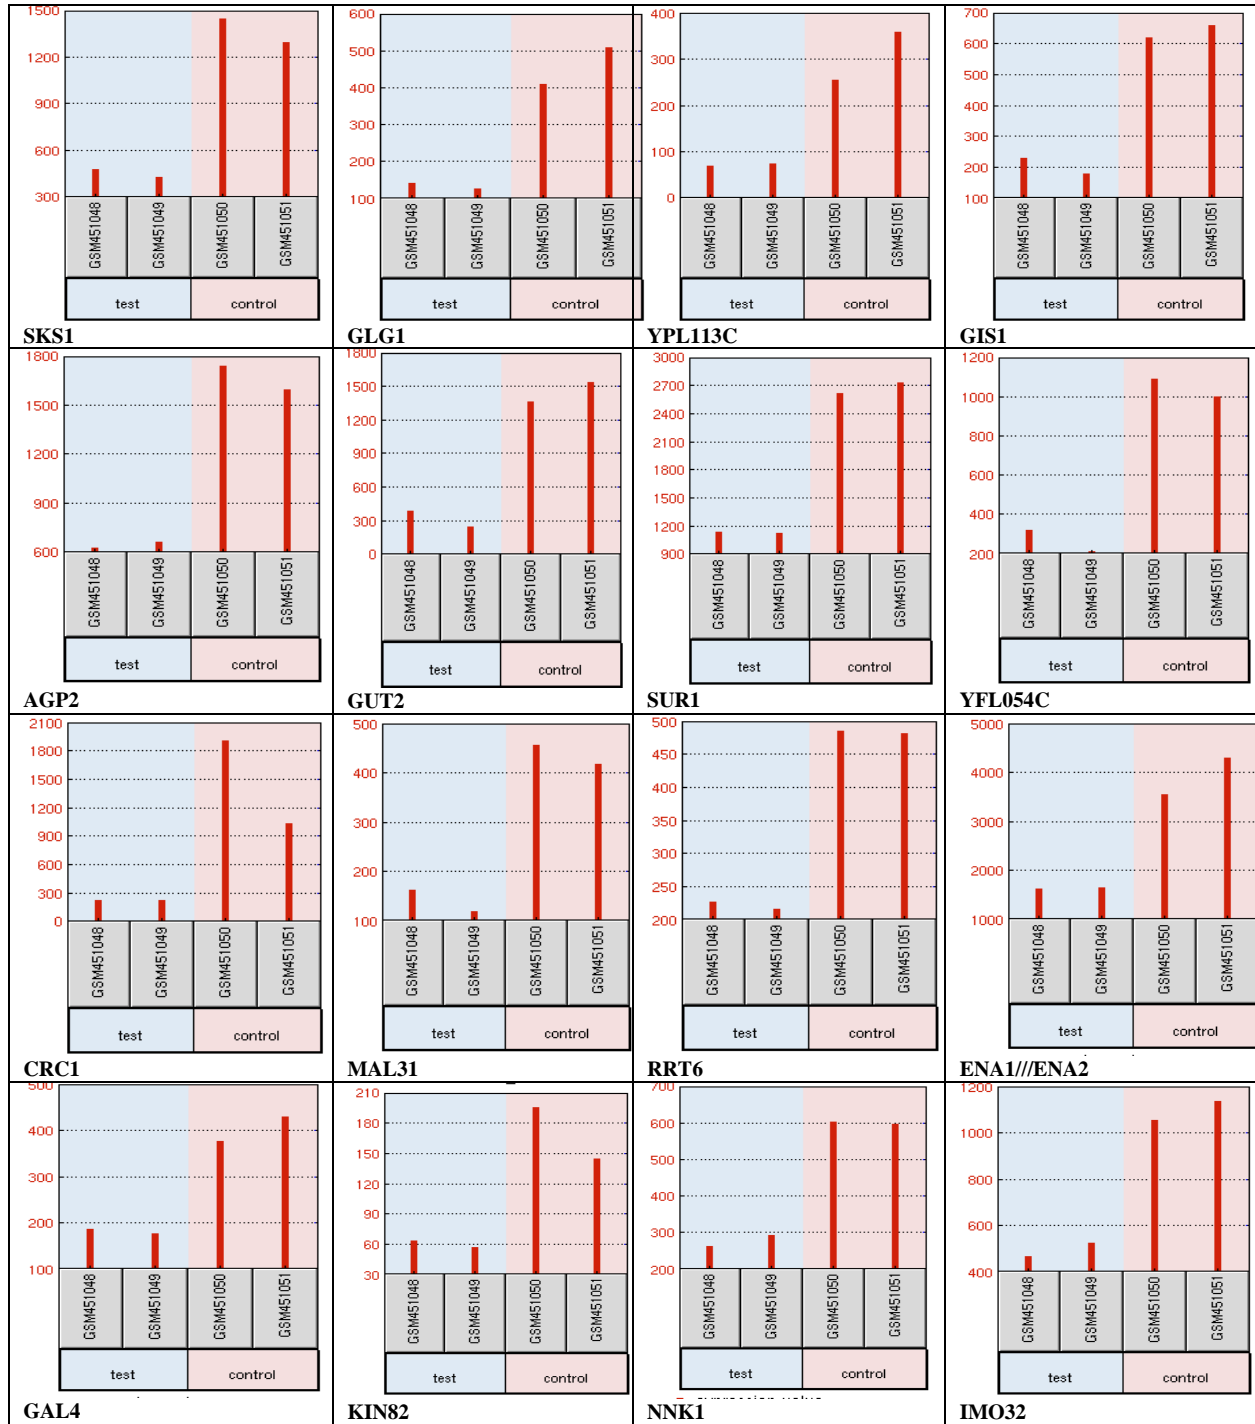 1500
1200
900
600
300
GSM451048
GSM451049
GSM451050
GSM451051
test
control
SKS1
600
500
400
300
200
100
GSM451048
GSM451049
GSM451050
GSM451051
test
control
GLG1
400
300
200
100
0
GSM451048
GSM451049
GSM451050
GSM451051
test
control
YPL113C
700
600
500
400
300
200
100
GSM451048
GSM451049
GSM451050
GSM451051
test
control
GIS1
1800
1500
1200
900
600
GSM451048
GSM451049
GSM451050
GSM451051
test
control
AGP2
1800
1500
1200
900
600
300
0
GSM451048
GSM451049
GSM451050
GSM451051
test
control
GUT2
3000
2700
2400
2100
1800
1500
1200
900
GSM451048
GSM451049
GSM451050
GSM451051
test
control
SUR1
1200
1000
800
600
400
200
GSM451048
GSM451049
GSM451050
GSM451051
test
control
YFL054C
2100
1800
1500
1200
900
600
300
0
GSM451048
GSM451049
GSM451050
GSM451051
test
control
CRC1
500
400
200
100
GSM451048
GSM451049
GSM451050
GSM451051
test
control
MAL31
500
450
400
350
300
250
200
GSM451048
GSM451049
GSM451050
GSM451051
test
control
RRT6
5000
4000
3000
2000
1000
GSM451048
GSM451049
GSM451050
GSM451051
test
control
ENA1///ENA2
500
400
300
200
100
GSM451048
GSM451049
GSM451050
GSM451051
test
control
GAL4
210
180
150
120
90
60
30
GSM451048
GSM451049
GSM451050
GSM451051
test
control
KIN82
700
600
500
400
300
200
GSM451048
GSM451049
GSM451050
GSM451051
test
control
NNK1
1200
1000
800
600
400
GSM451048
GSM451049
GSM451050
GSM451051
test
control
IMO32